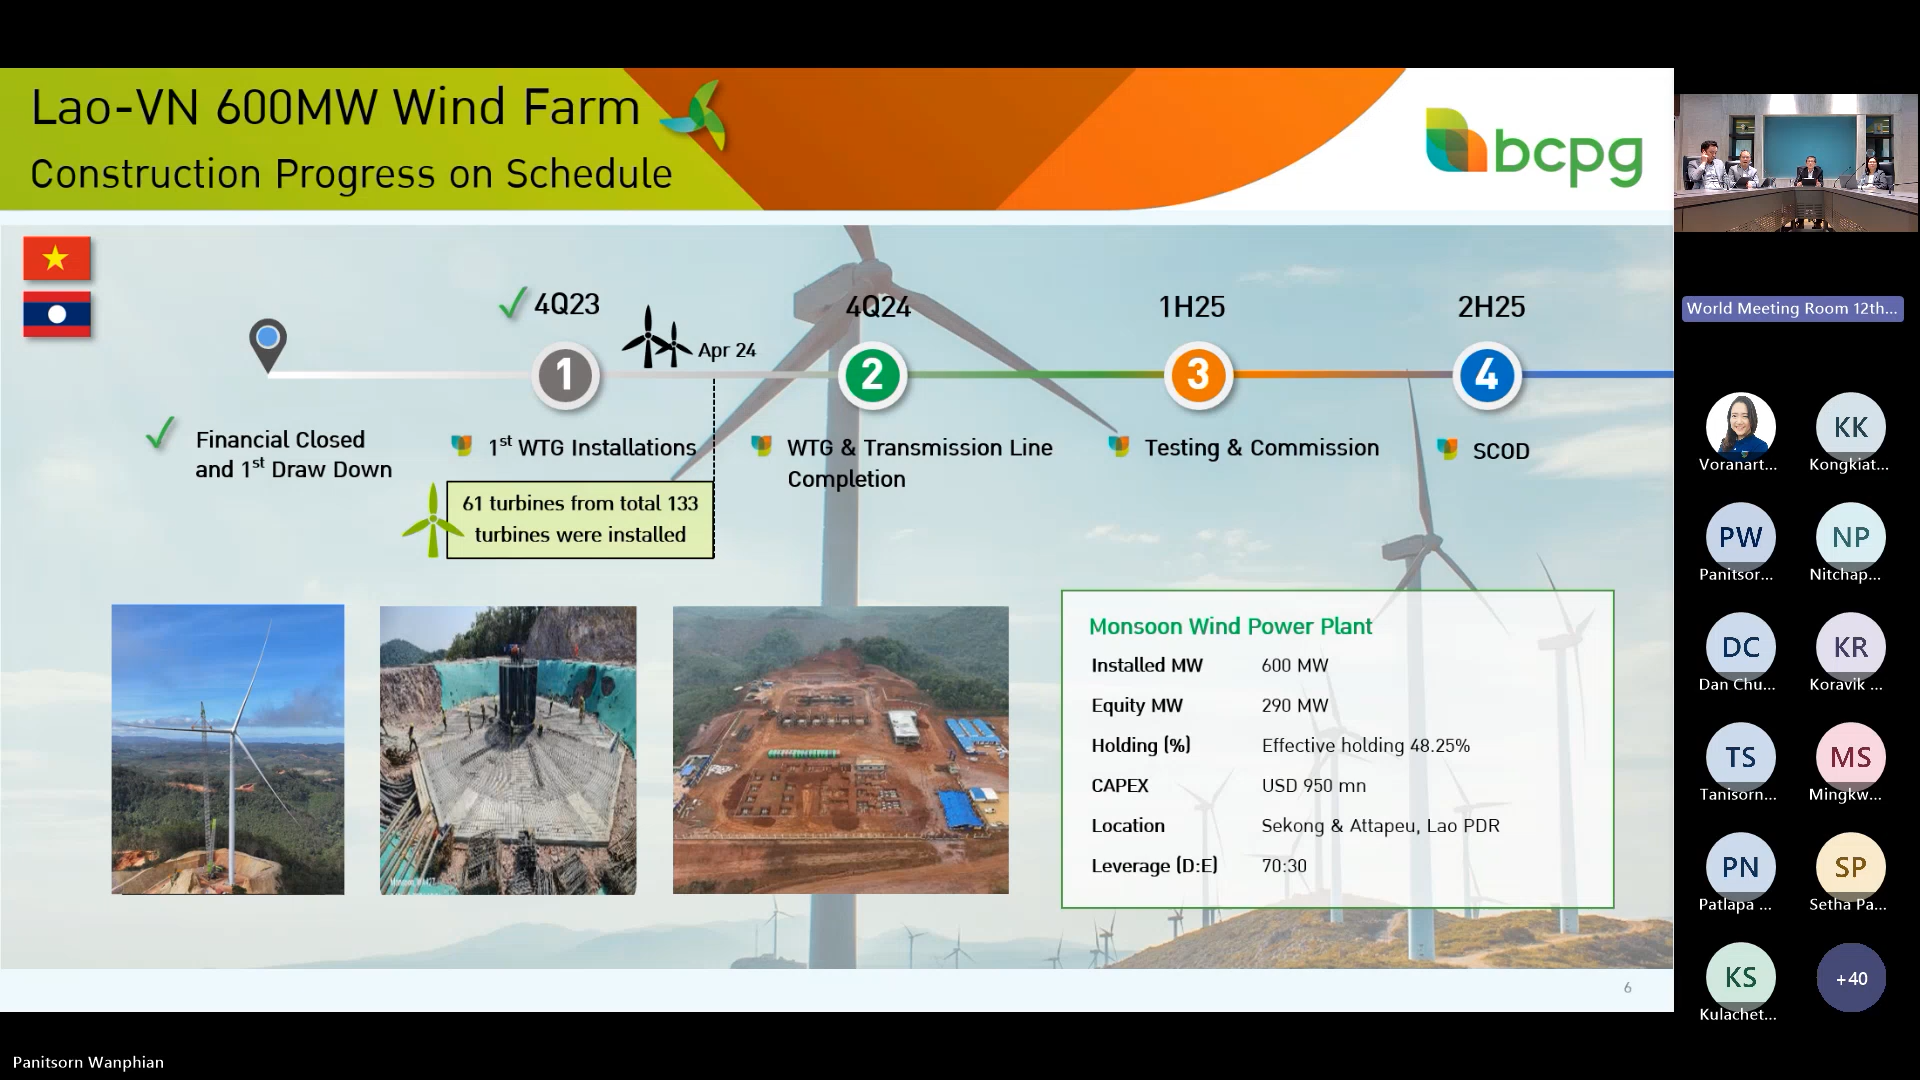 Lao-VN 600MW Wind Farm
Construction Progress on Schedule
bcpg
4Q23
Apr 24
4Q24
1H25
2H25
1
2
3
4
Financial Closed
and 1st Draw Down
1st WTG Installations
WTG & Transmission Line
Completion
Testing & Commission
SCOD
61 turbines from total 133
turbines were installed
Monsoon Wind Power Plant
Installed MW 600 MW
Equity MW 290 MW
Holding (%) Effective holding 48.25%
CAPEX USD 950 mn
Location Sekong & Attapeu, Lao PDR
Leverage (D:E) 70:30
6
World Meeting Room 12th...
Voranart...
KK
Kongkiat...
PW
Panitsor...
NP
Nitchap...
DC
Dan Chu...
KR
Koravik ...
TS
Tanisorn...
MS
Mingkw...
PN
Patlapa ...
SP
Setha Pa...
KS
Kulachet...
+40
Panitsorn Wanphian